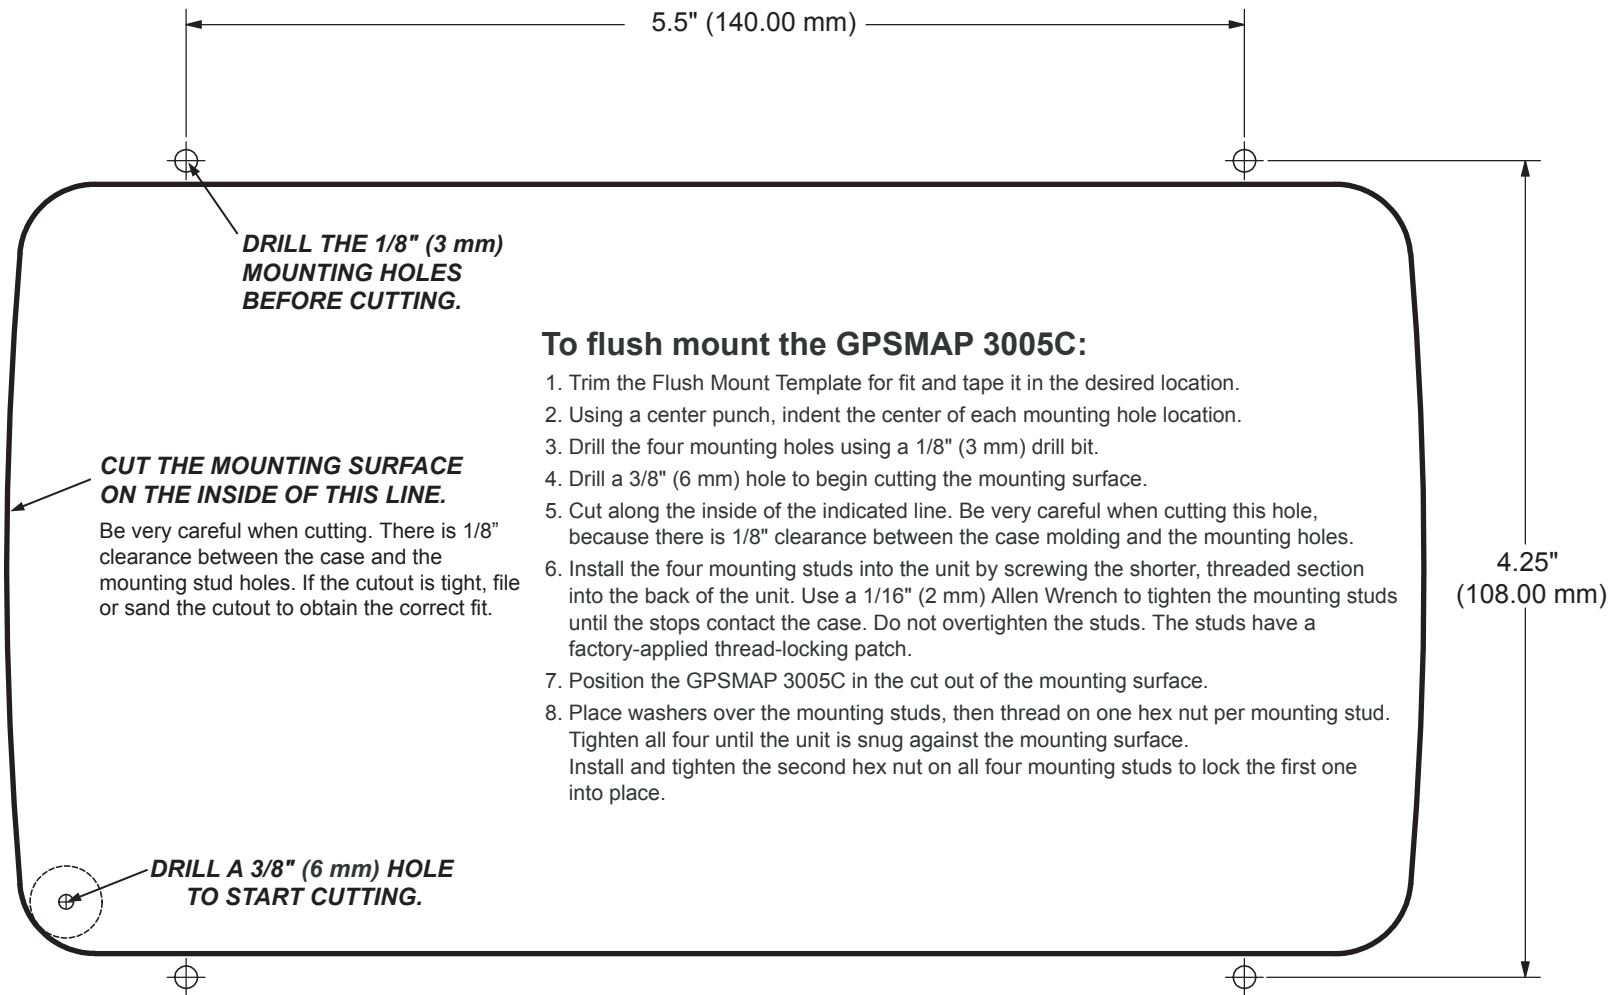 5.5" (140.00 mm)
DRILL THE 1/8" (3 mm)
MOUNTING HOLES
BEFORE CUTTING.
To flush mount the GPSMAP 3005C:
1. Trim the Flush Mount Template for fit and tape it in the desired location.
2. Using a center punch, indent the center of each mounting hole location.
3. Drill the four mounting holes using a 1/8" (3 mm) drill bit.
4. Drill a 3/8" (6 mm) hole to begin cutting the mounting surface.
5. Cut along the inside of the indicated line. Be very careful when cutting this hole,
because there is 1/8" clearance between the case molding and the mounting holes.
6. Install the four mounting studs into the unit by screwing the shorter, threaded section
into the back of the unit. Use a 1/16" (2 mm) Allen Wrench to tighten the mounting studs
until the stops contact the case. Do not overtighten the studs. The studs have a
factory-applied thread-locking patch.
7. Position the GPSMAP 3005C in the cut out of the mounting surface.
8. Place washers over the mounting studs, then thread on one hex nut per mounting stud.
Tighten all four until the unit is snug against the mounting surface.
Install and tighten the second hex nut on all four mounting studs to lock the first one
into place.
CUT THE MOUNTING SURFACE
ON THE INSIDE OF THIS LINE.
Be very careful when cutting. There is 1/8”
clearance between the case and the
mounting stud holes. If the cutout is tight, file
or sand the cutout to obtain the correct fit.
4.25"
(108.00 mm)
DRILL A 3/8" (6 mm) HOLE
TO START CUTTING.